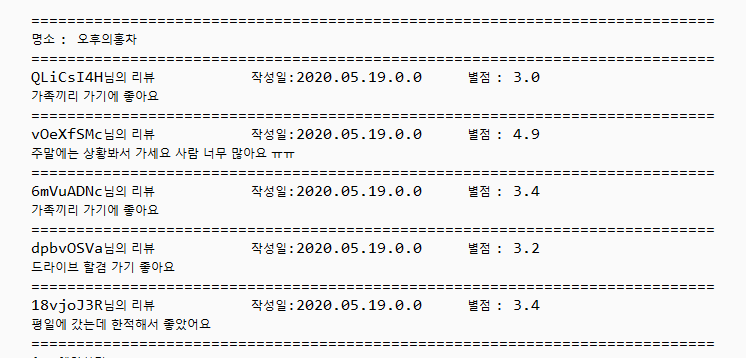 ================================================================================
명소 : 오후의홍차
================================================================================
QLiCsI4H님의 리뷰 작성일:2020.05.19.0.0 별점 : 3.0
가족끼리 가기에 좋아요
================================================================================
vOeXfSMc님의 리뷰 작성일:2020.05.19.0.0 별점 : 4.9
주말에는 상황봐서 가세요 사람 너무 많아요 ㅠㅠ
================================================================================
6mVuADNc님의 리뷰 작성일:2020.05.19.0.0 별점 : 3.4
가족끼리 가기에 좋아요
================================================================================
dpbvOSVa님의 리뷰 작성일:2020.05.19.0.0 별점 : 3.2
드라이브 할겸 가기 좋아요
================================================================================
18vjoJ3R님의 리뷰 작성일:2020.05.19.0.0 별점 : 3.4
평일에 갔는데 한적해서 좋았어요
================================================================================